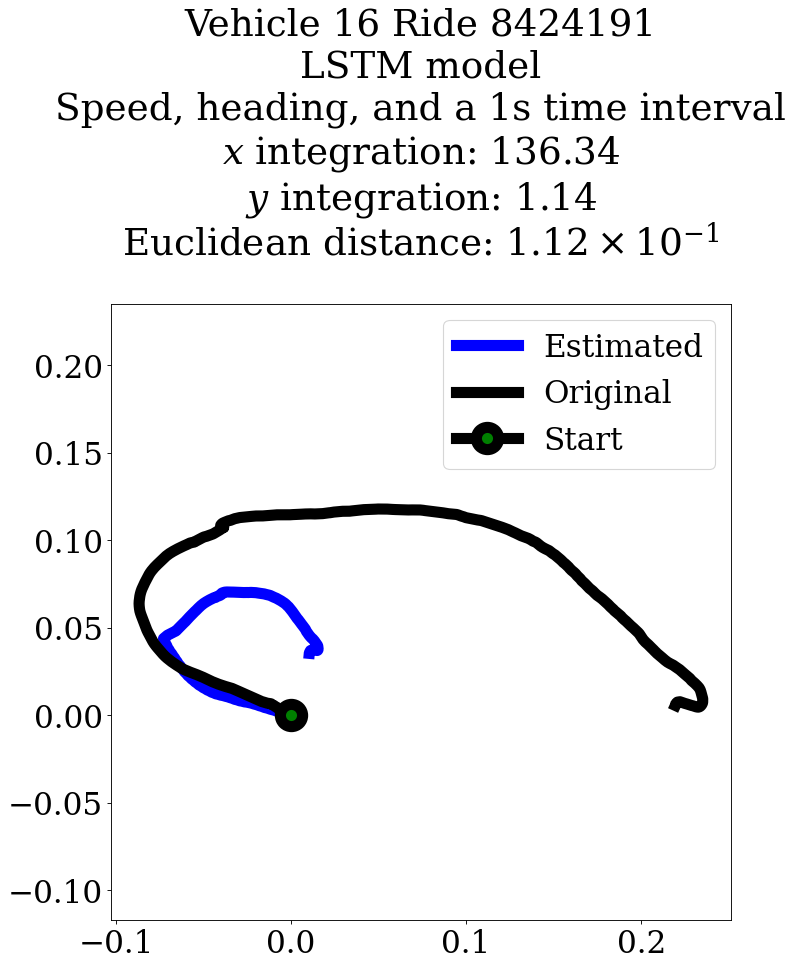 Vehicle 16 Ride 8424191
LSTM model
Speed, heading, and a 1s time interval
x integration: 136.34
y integration: 1.14
Euclidean distance: 1.12 × 10⁻¹
Estimated
Original
Start
0.20
0.15
0.10
0.05
0.00
−0.05
−0.10
−0.1 0.0 0.1 0.2